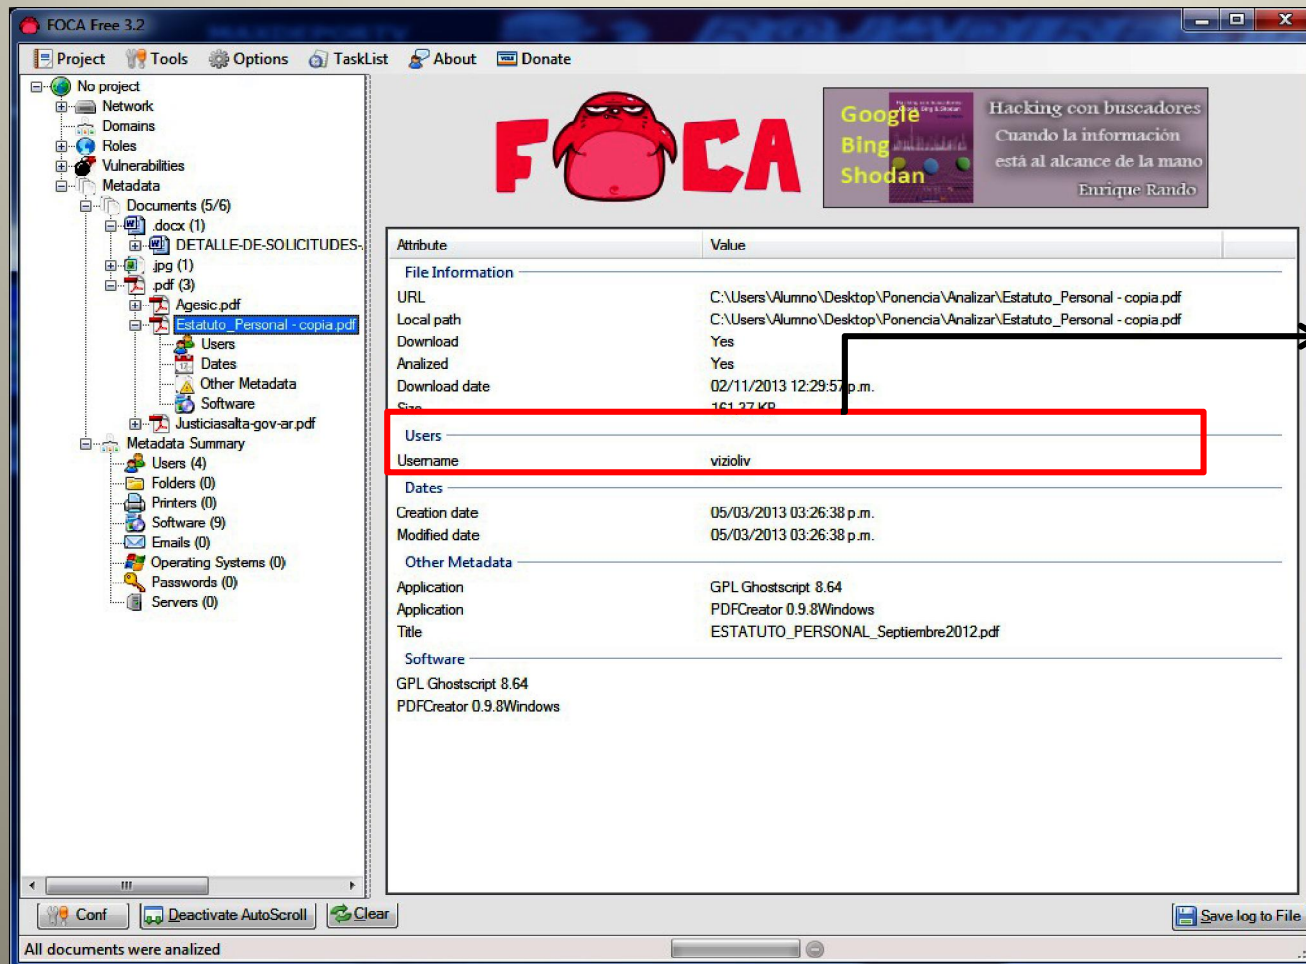 FOCA Free 3.2
Project Tools Options TaskList About Donate
No project
Network
Domains
Roles
Vulnerabilities
Metadata
Documents (5/6)
.docx (1)
DETALLE-DE-SOLICITUDES-
.jpg (1)
.pdf (3)
Agesic.pdf
Estatuto_Personal - copia.pdf
Users
Dates
Other Metadata
Software
Justiciasalta-gov-ar.pdf
Metadata Summary
Users (4)
Folders (0)
Printers (0)
Software (9)
Emails (0)
Operating Systems (0)
Passwords (0)
Servers (0)
FOCA
Google
Bing
Shodan
Hacking con buscadores
Cuando la información
está al alcance de la mano
Enrique Rando
Attribute Value
File Information
URL C:\Users\Alumno\Desktop\Ponencia\Analizar\Estatuto_Personal - copia.pdf
Local path C:\Users\Alumno\Desktop\Ponencia\Analizar\Estatuto_Personal - copia.pdf
Download Yes
Analized Yes
Download date 02/11/2013 12:29:57 p.m.
Size 161.37 KB
Users
Username vizioliv
Dates
Creation date 05/03/2013 03:26:38 p.m.
Modified date 05/03/2013 03:26:38 p.m.
Other Metadata
Application GPL Ghostscript 8.64
Application PDFCreator 0.9.8Windows
Title ESTATUTO_PERSONAL_Septiembre2012.pdf
Software
GPL Ghostscript 8.64
PDFCreator 0.9.8Windows
Conf Deactivate AutoScroll Clear Save log to File
All documents were analized